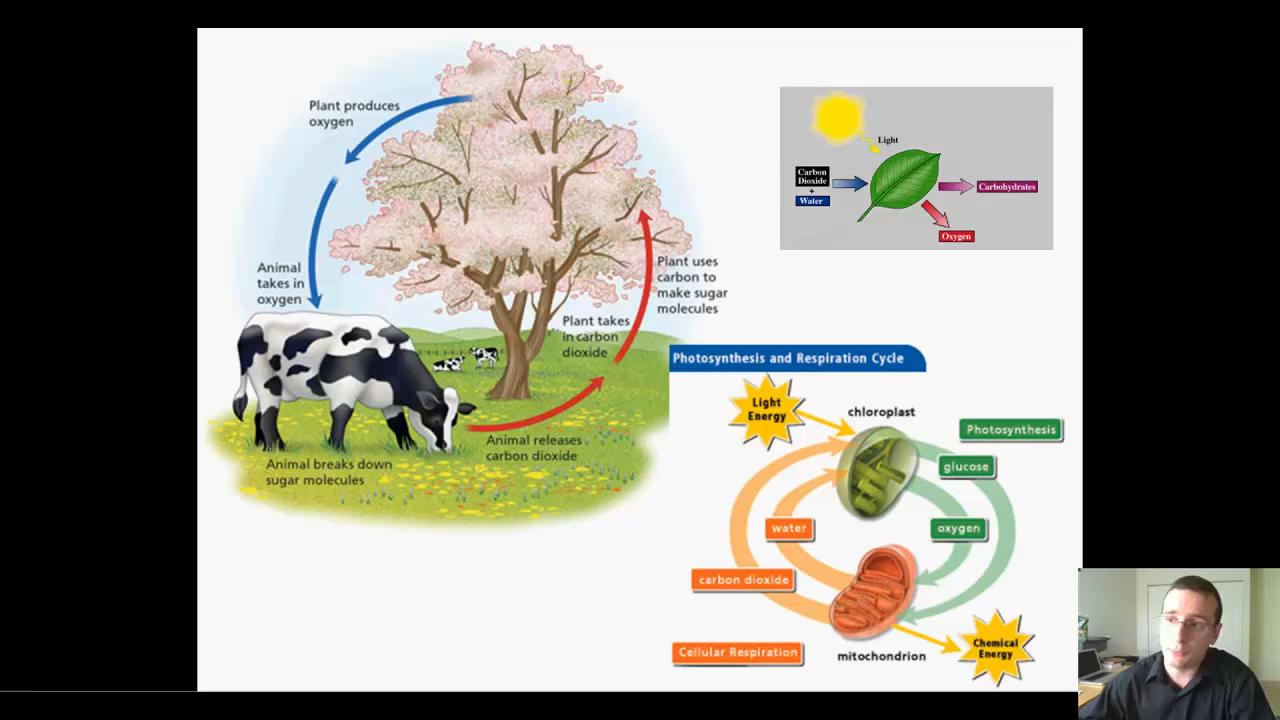 Plant produces
oxygen
Animal
takes in
oxygen
Plant uses
carbon to
make sugar
molecules
Plant takes
in carbon
dioxide
Animal releases
carbon dioxide
Animal breaks down
sugar molecules
Light
Carbon
Dioxide
+
Water
Carbohydrates
Oxygen
Photosynthesis and Respiration Cycle
Light
Energy
chloroplast
Photosynthesis
glucose
water
oxygen
carbon dioxide
Cellular Respiration
mitochondrion
Chemical
Energy